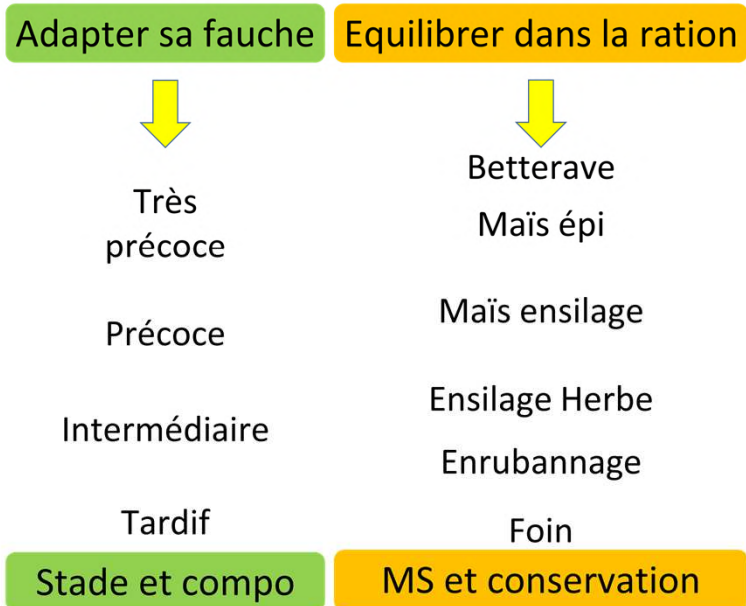 Adapter sa fauche
Très
précoce
Précoce
Intermédiaire
Tardif
Stade et compo
Equilibrer dans la ration
Betterave
Maïs épi
Maïs ensilage
Ensilage Herbe
Enrubannage
Foin
MS et conservation